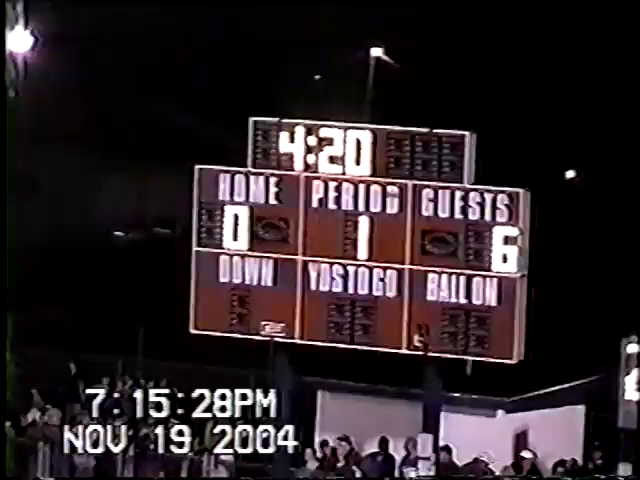 4:20
HOME PERIOD GUESTS
0 1 6
DOWN YDS TO GO BALL ON
7:15:28PM
NOV 19 2004